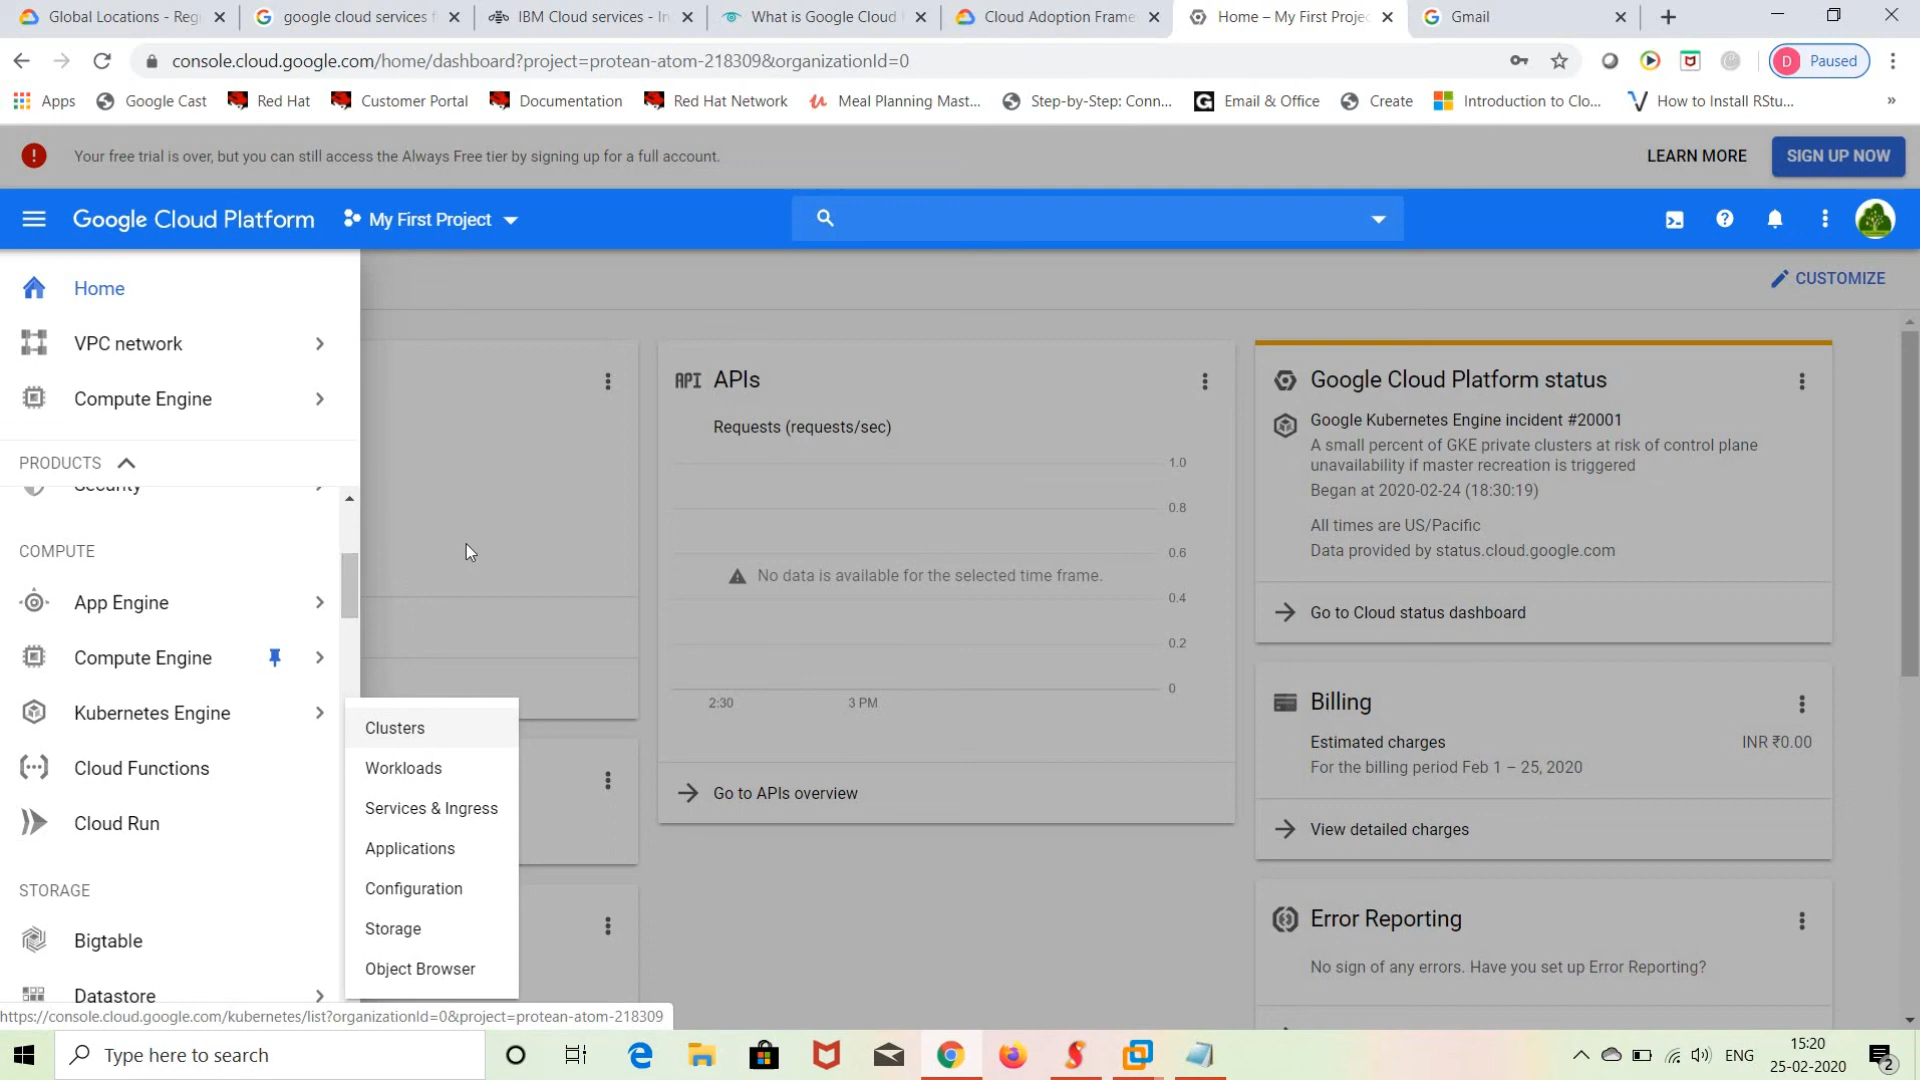 Global Locations - Reg
google cloud services f
IBM Cloud services - In
What is Google Cloud
Cloud Adoption Frame
Home – My First Projec
Gmail
console.cloud.google.com/home/dashboard?project=protean-atom-218309&organizationId=0
D Paused
Apps
Google Cast
Red Hat
Customer Portal
Documentation
Red Hat Network
Meal Planning Mast...
Step-by-Step: Conn...
Email & Office
Create
Introduction to Clo...
How to Install RStu...
»
Your free trial is over, but you can still access the Always Free tier by signing up for a full account.
LEARN MORE
SIGN UP NOW
Google Cloud Platform
My First Project
Home
VPC network
Compute Engine
PRODUCTS
Security
COMPUTE
App Engine
Compute Engine
Kubernetes Engine
Cloud Functions
Cloud Run
STORAGE
Bigtable
Datastore
Clusters
Workloads
Services & Ingress
Applications
Configuration
Storage
Object Browser
CUSTOMIZE
API APIs
Requests (requests/sec)
1.0
0.8
0.6
No data is available for the selected time frame.
0.4
0.2
0
2:30
3 PM
Go to APIs overview
Google Cloud Platform status
Google Kubernetes Engine incident #20001
A small percent of GKE private clusters at risk of control plane
unavailability if master recreation is triggered
Began at 2020-02-24 (18:30:19)
All times are US/Pacific
Data provided by status.cloud.google.com
Go to Cloud status dashboard
Billing
Estimated charges
INR ₹0.00
For the billing period Feb 1 – 25, 2020
View detailed charges
Error Reporting
No sign of any errors. Have you set up Error Reporting?
https://console.cloud.google.com/kubernetes/list?organizationId=0&project=protean-atom-218309
Type here to search
ENG
15:20
25-02-2020
2